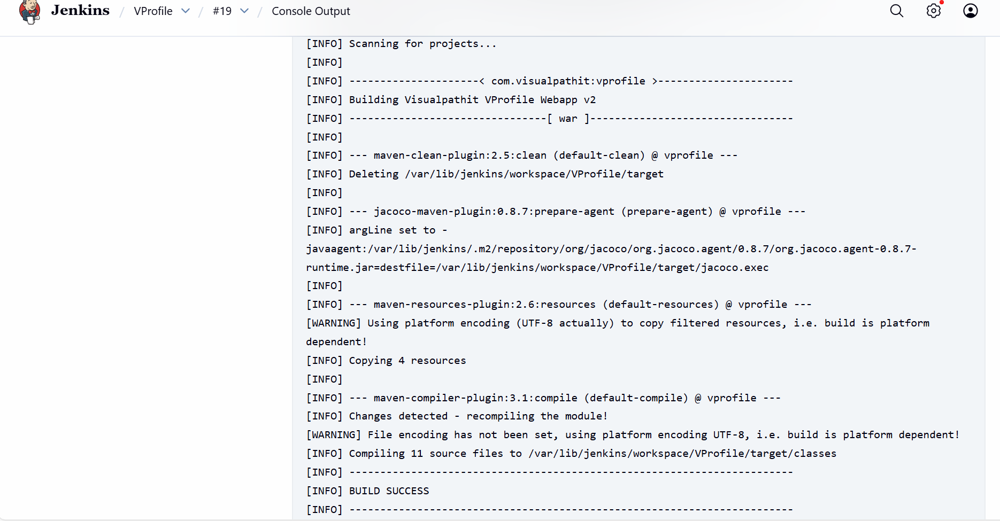 Jenkins / VProfile / #19 / Console Output
[INFO] Scanning for projects...
[INFO]
[INFO] ---------------------< com.visualpathit:vprofile >----------------------
[INFO] Building Visualpathit VProfile Webapp v2
[INFO] --------------------------------[ war ]---------------------------------
[INFO]
[INFO] --- maven-clean-plugin:2.5:clean (default-clean) @ vprofile ---
[INFO] Deleting /var/lib/jenkins/workspace/VProfile/target
[INFO]
[INFO] --- jacoco-maven-plugin:0.8.7:prepare-agent (prepare-agent) @ vprofile ---
[INFO] argLine set to -
javaagent:/var/lib/jenkins/.m2/repository/org/jacoco/org.jacoco.agent/0.8.7/org.jacoco.agent-0.8.7-
runtime.jar=destfile=/var/lib/jenkins/workspace/VProfile/target/jacoco.exec
[INFO]
[INFO] --- maven-resources-plugin:2.6:resources (default-resources) @ vprofile ---
[WARNING] Using platform encoding (UTF-8 actually) to copy filtered resources, i.e. build is platform
dependent!
[INFO] Copying 4 resources
[INFO]
[INFO] --- maven-compiler-plugin:3.1:compile (default-compile) @ vprofile ---
[INFO] Changes detected - recompiling the module!
[WARNING] File encoding has not been set, using platform encoding UTF-8, i.e. build is platform dependent!
[INFO] Compiling 11 source files to /var/lib/jenkins/workspace/VProfile/target/classes
[INFO] ------------------------------------------------------------------------
[INFO] BUILD SUCCESS
[INFO] ------------------------------------------------------------------------